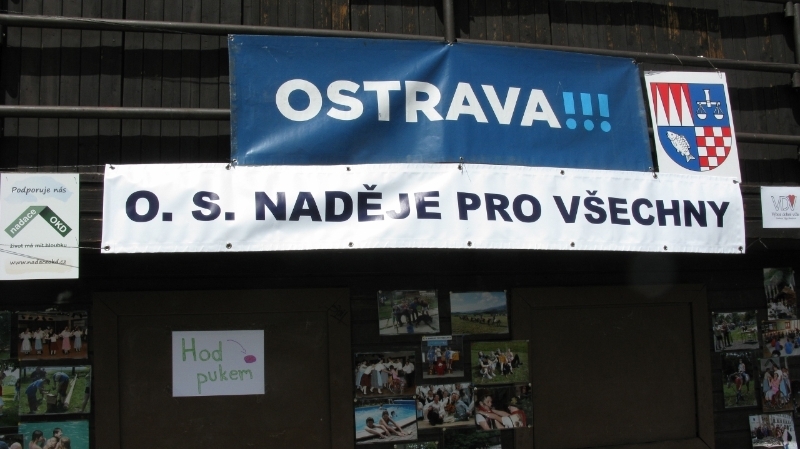 OSTRAVA!!!
O. S. NADĚJE PRO VŠECHNY
Podporuje nás
nadace
OKD
www.nadaceokd.cz
Hod
pukem